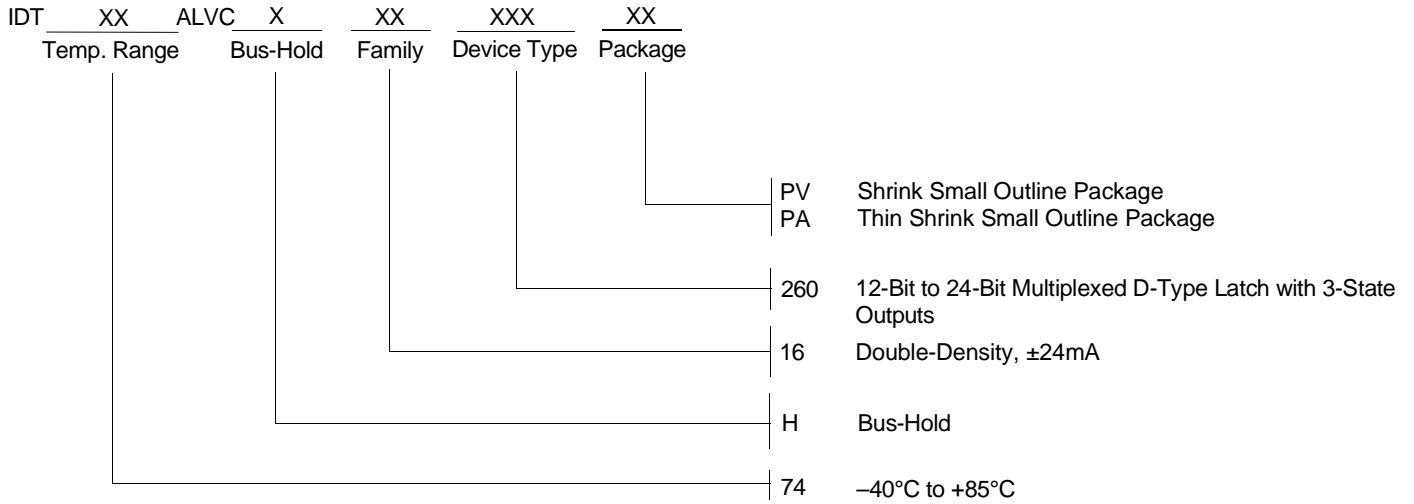 IDT XX ALVC X XX XXX XX
Temp. Range Bus-Hold Family Device Type Package
PV Shrink Small Outline Package
PA Thin Shrink Small Outline Package
260 12-Bit to 24-Bit Multiplexed D-Type Latch with 3-State
Outputs
16 Double-Density, ±24mA
H Bus-Hold
74 –40°C to +85°C